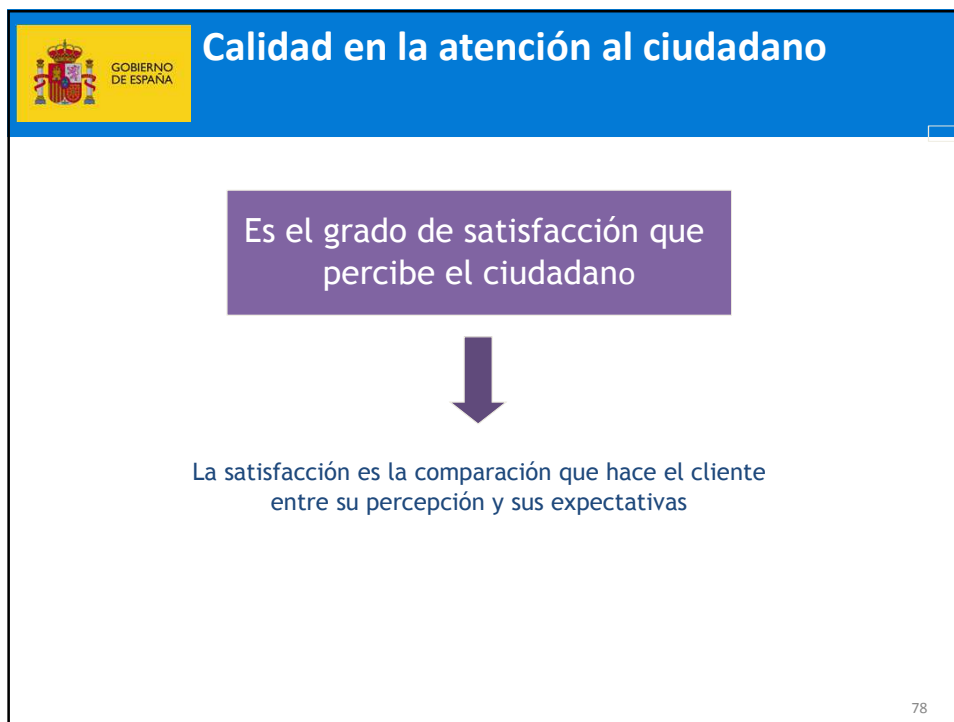 GOBIERNO
DE ESPAÑA
Calidad en la atención al ciudadano
Es el grado de satisfacción que
percibe el ciudadano
La satisfacción es la comparación que hace el cliente
entre su percepción y sus expectativas
78